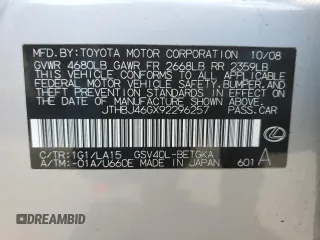 MFD.BY:TOYOTA MOTOR CORPORATION 10/08
GVWR 4680LB GAWR FR 2668LB RR 2359LB
THIS VEHICLE CONFORMS TO ALL APPLICABLE
FEDERAL MOTOR VEHICLE SAFETY,
BUMPER, AND THEFT PREVENTION STANDARDS
IN EFFECT ON THE DATE OF
MANUFACTURE SHOWN ABOVE.
JTHBJ46GX92296257 PASS.CAR
C/TR:1G1/LA15 GSV40L-BETGKA
A/TM:-01A/U660E MADE IN JAPAN 601 A